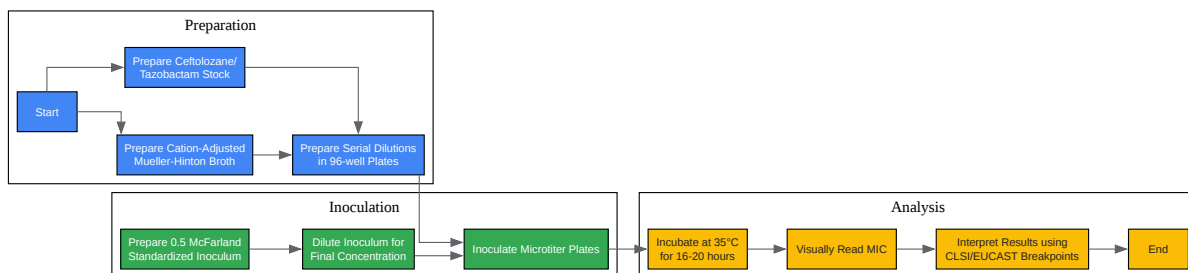 Preparation
Prepare Ceftolozane/
Tazobactam Stock
Start
Prepare Cation-Adjusted
Mueller-Hinton Broth
Prepare Serial Dilutions
in 96-well Plates
Inoculation
Prepare 0.5 McFarland
Standardized Inoculum
Dilute Inoculum for
Final Concentration
Inoculate Microtiter Plates
Analysis
Incubate at 35°C
for 16-20 hours
Visually Read MIC
Interpret Results using
CLSI/EUCAST Breakpoints
End